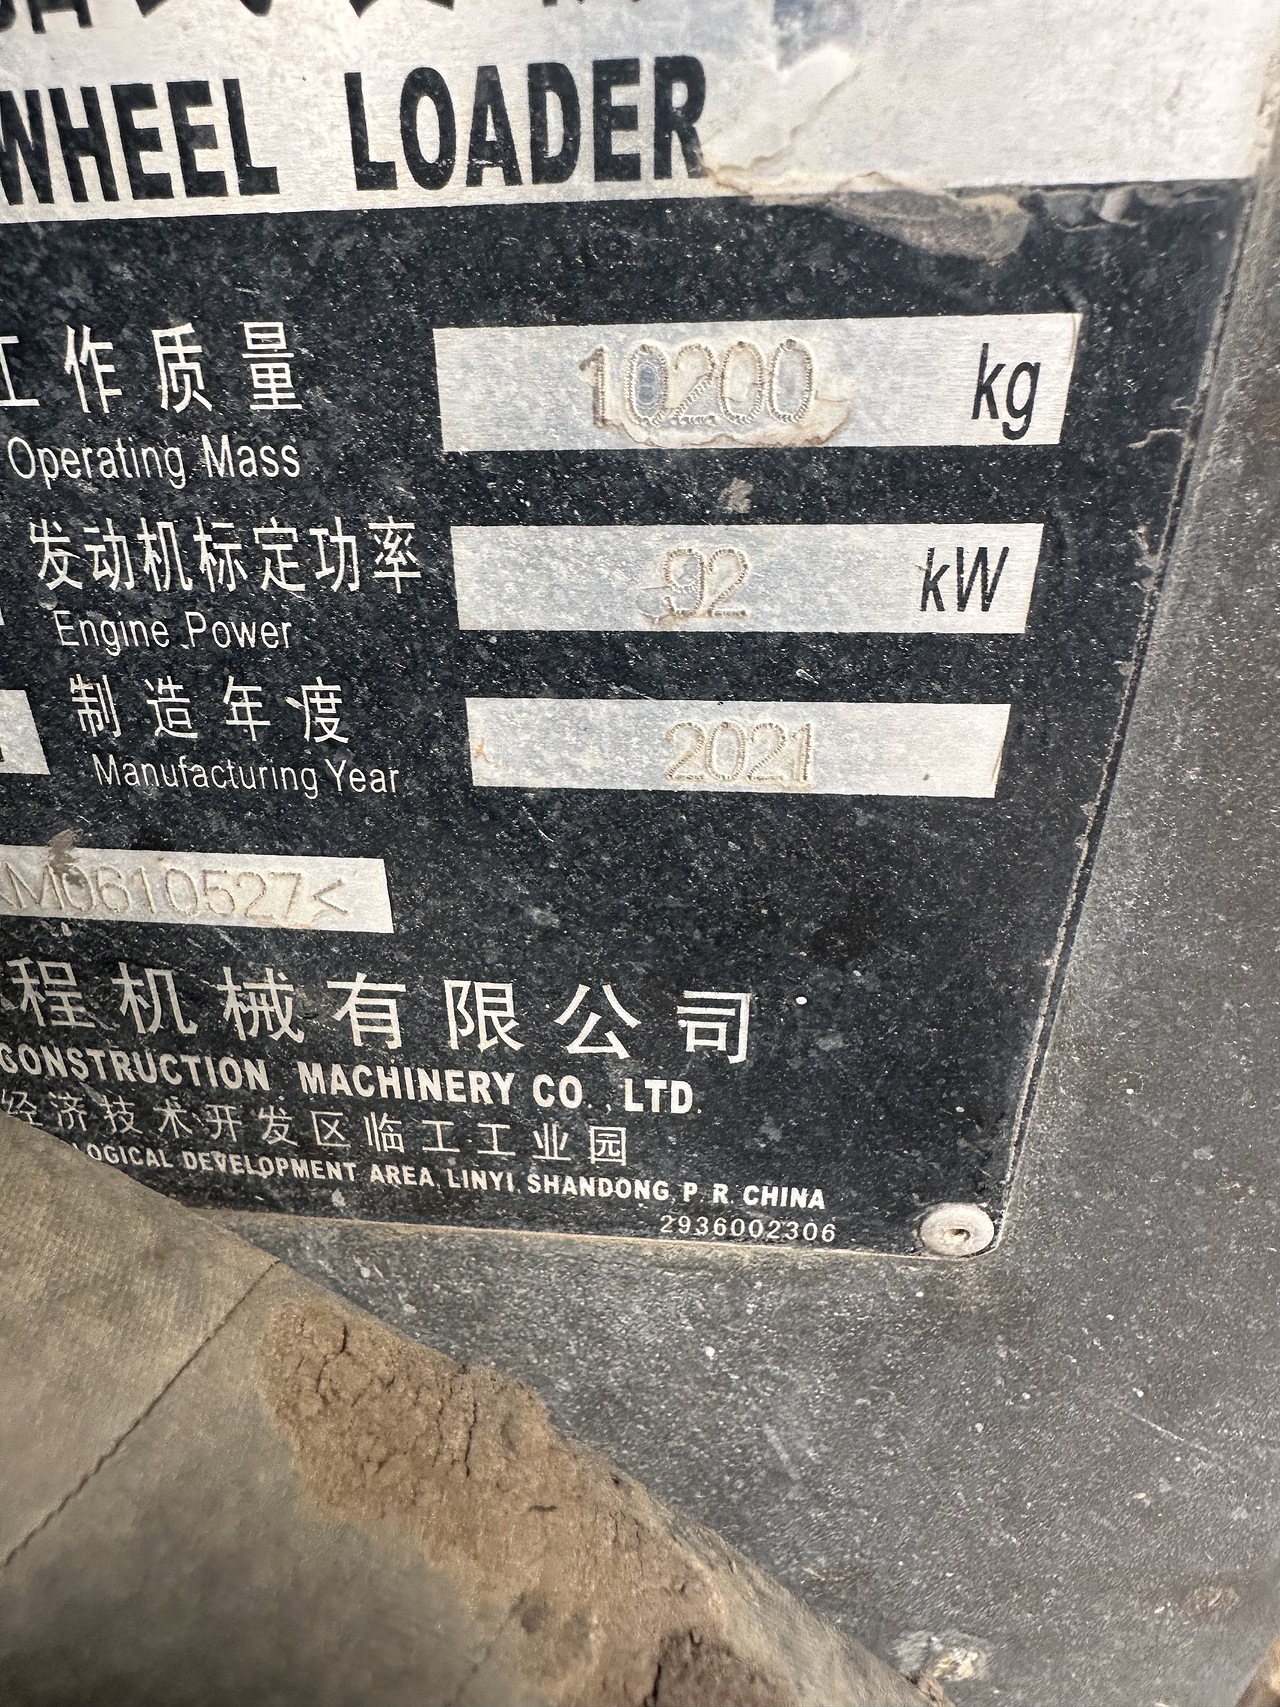 WHEEL LOADER
工作质量
10200 kg
Operating Mass
发动机标定功率
92 kW
Engine Power
制造年度
2021
Manufacturing Year
M0610527<
程机械有限公司
CONSTRUCTION MACHINERY CO., LTD.
经济技术开发区临工工业园
OGICAL DEVELOPMENT AREA, LINYI, SHANDONG, P. R. CHINA
2936002306